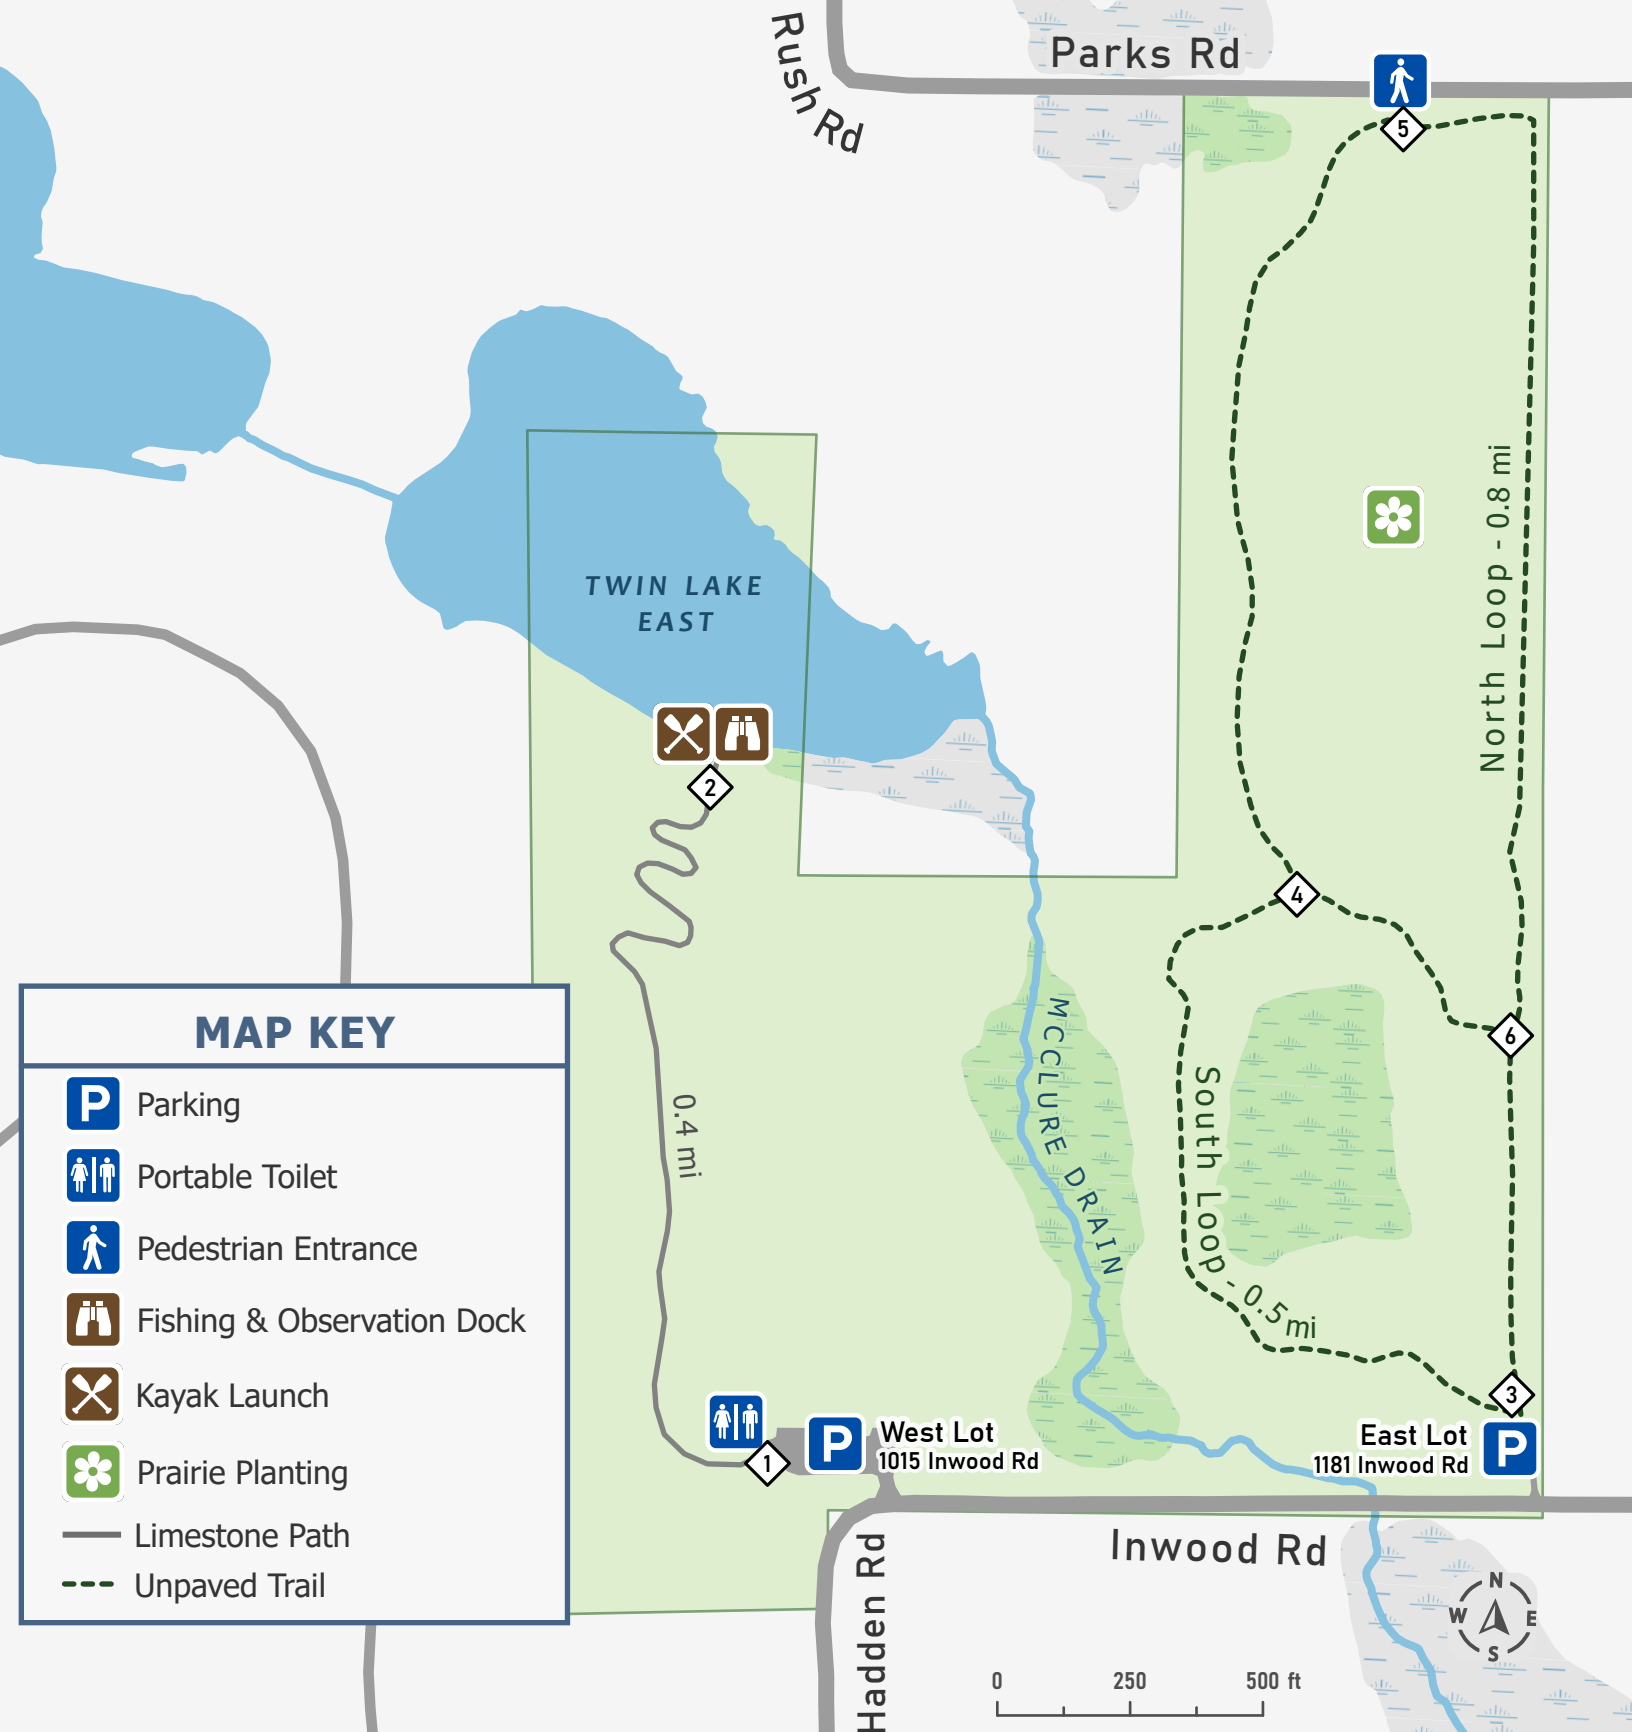 Rush Rd
Parks Rd
5
North Loop - 0.8 mi
TWIN LAKE
EAST
2
4
6
MCCLURE DRAIN
South Loop - 0.5 mi
0.4 mi
3
1
P
West Lot
1015 Inwood Rd
East Lot
1181 Inwood Rd
P
Inwood Rd
Hadden Rd
MAP KEY
P Parking
Portable Toilet
Pedestrian Entrance
Fishing & Observation Dock
Kayak Launch
Prairie Planting
Limestone Path
Unpaved Trail
N
W E
S
0 250 500 ft